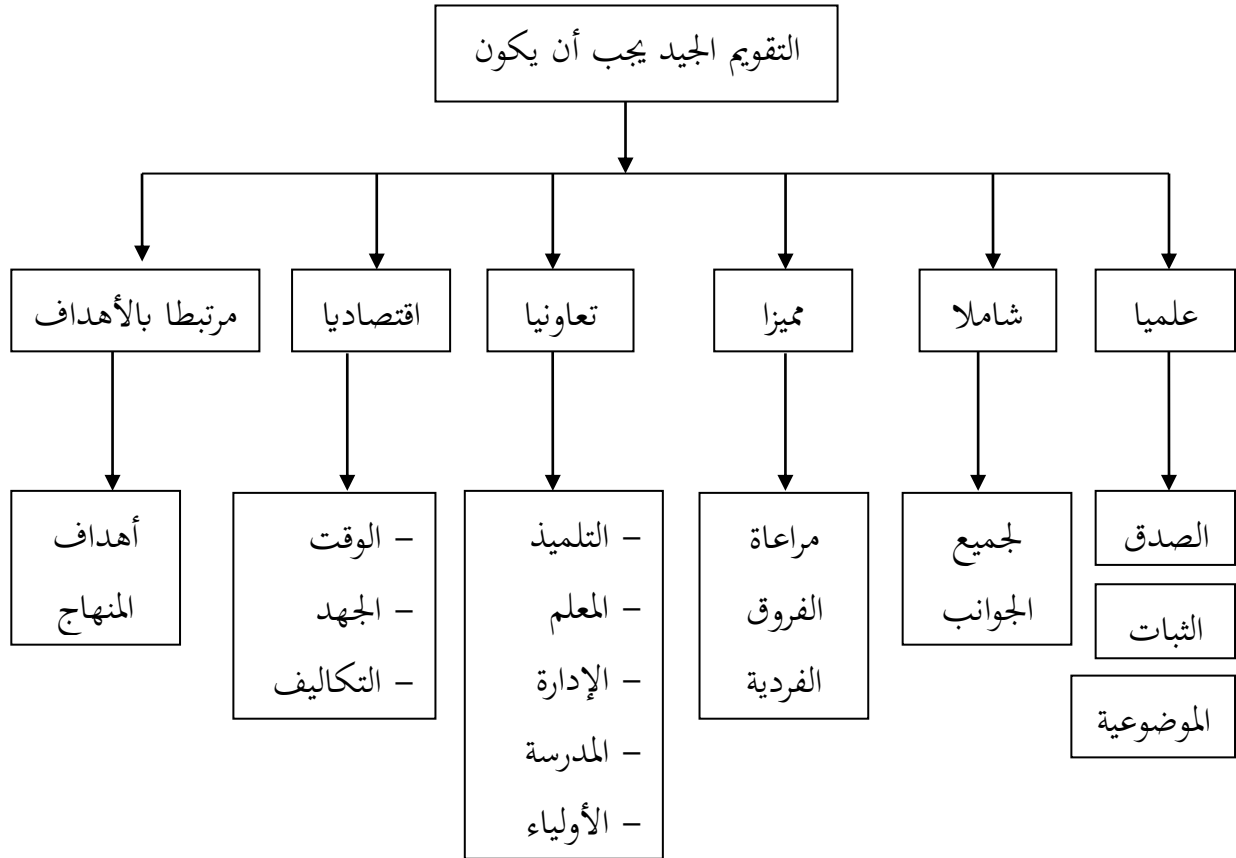 التقويم الجيد يجب أن يكون
علميا
شاملا
مميزا
تعاونيا
اقتصاديا
مرتبطا بالأهداف
الصدق
الثبات
الموضوعية
لجميع
الجوانب
مراعاة
الفروق
الفردية
– التلميذ
– المعلم
– الإدارة
– المدرسة
– الأولياء
– الوقت
– الجهد
– التكاليف
أهداف
المنهاج